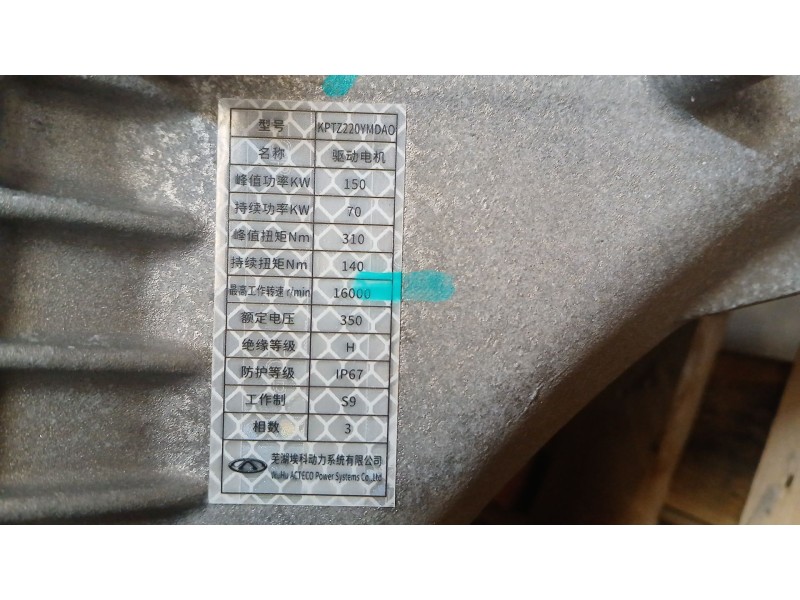 型号 KPTZ220YMDAO
名称 驱动电机
峰值功率KW 150
持续功率KW 70
峰值扭矩Nm 310
持续扭矩Nm 140
最高工作转速 r/min 16000
额定电压 350
绝缘等级 H
防护等级 IP67
工作制 S9
相数 3
芜湖埃科动力系统有限公司
WuHu ACTECO Power Systems Co.,Ltd